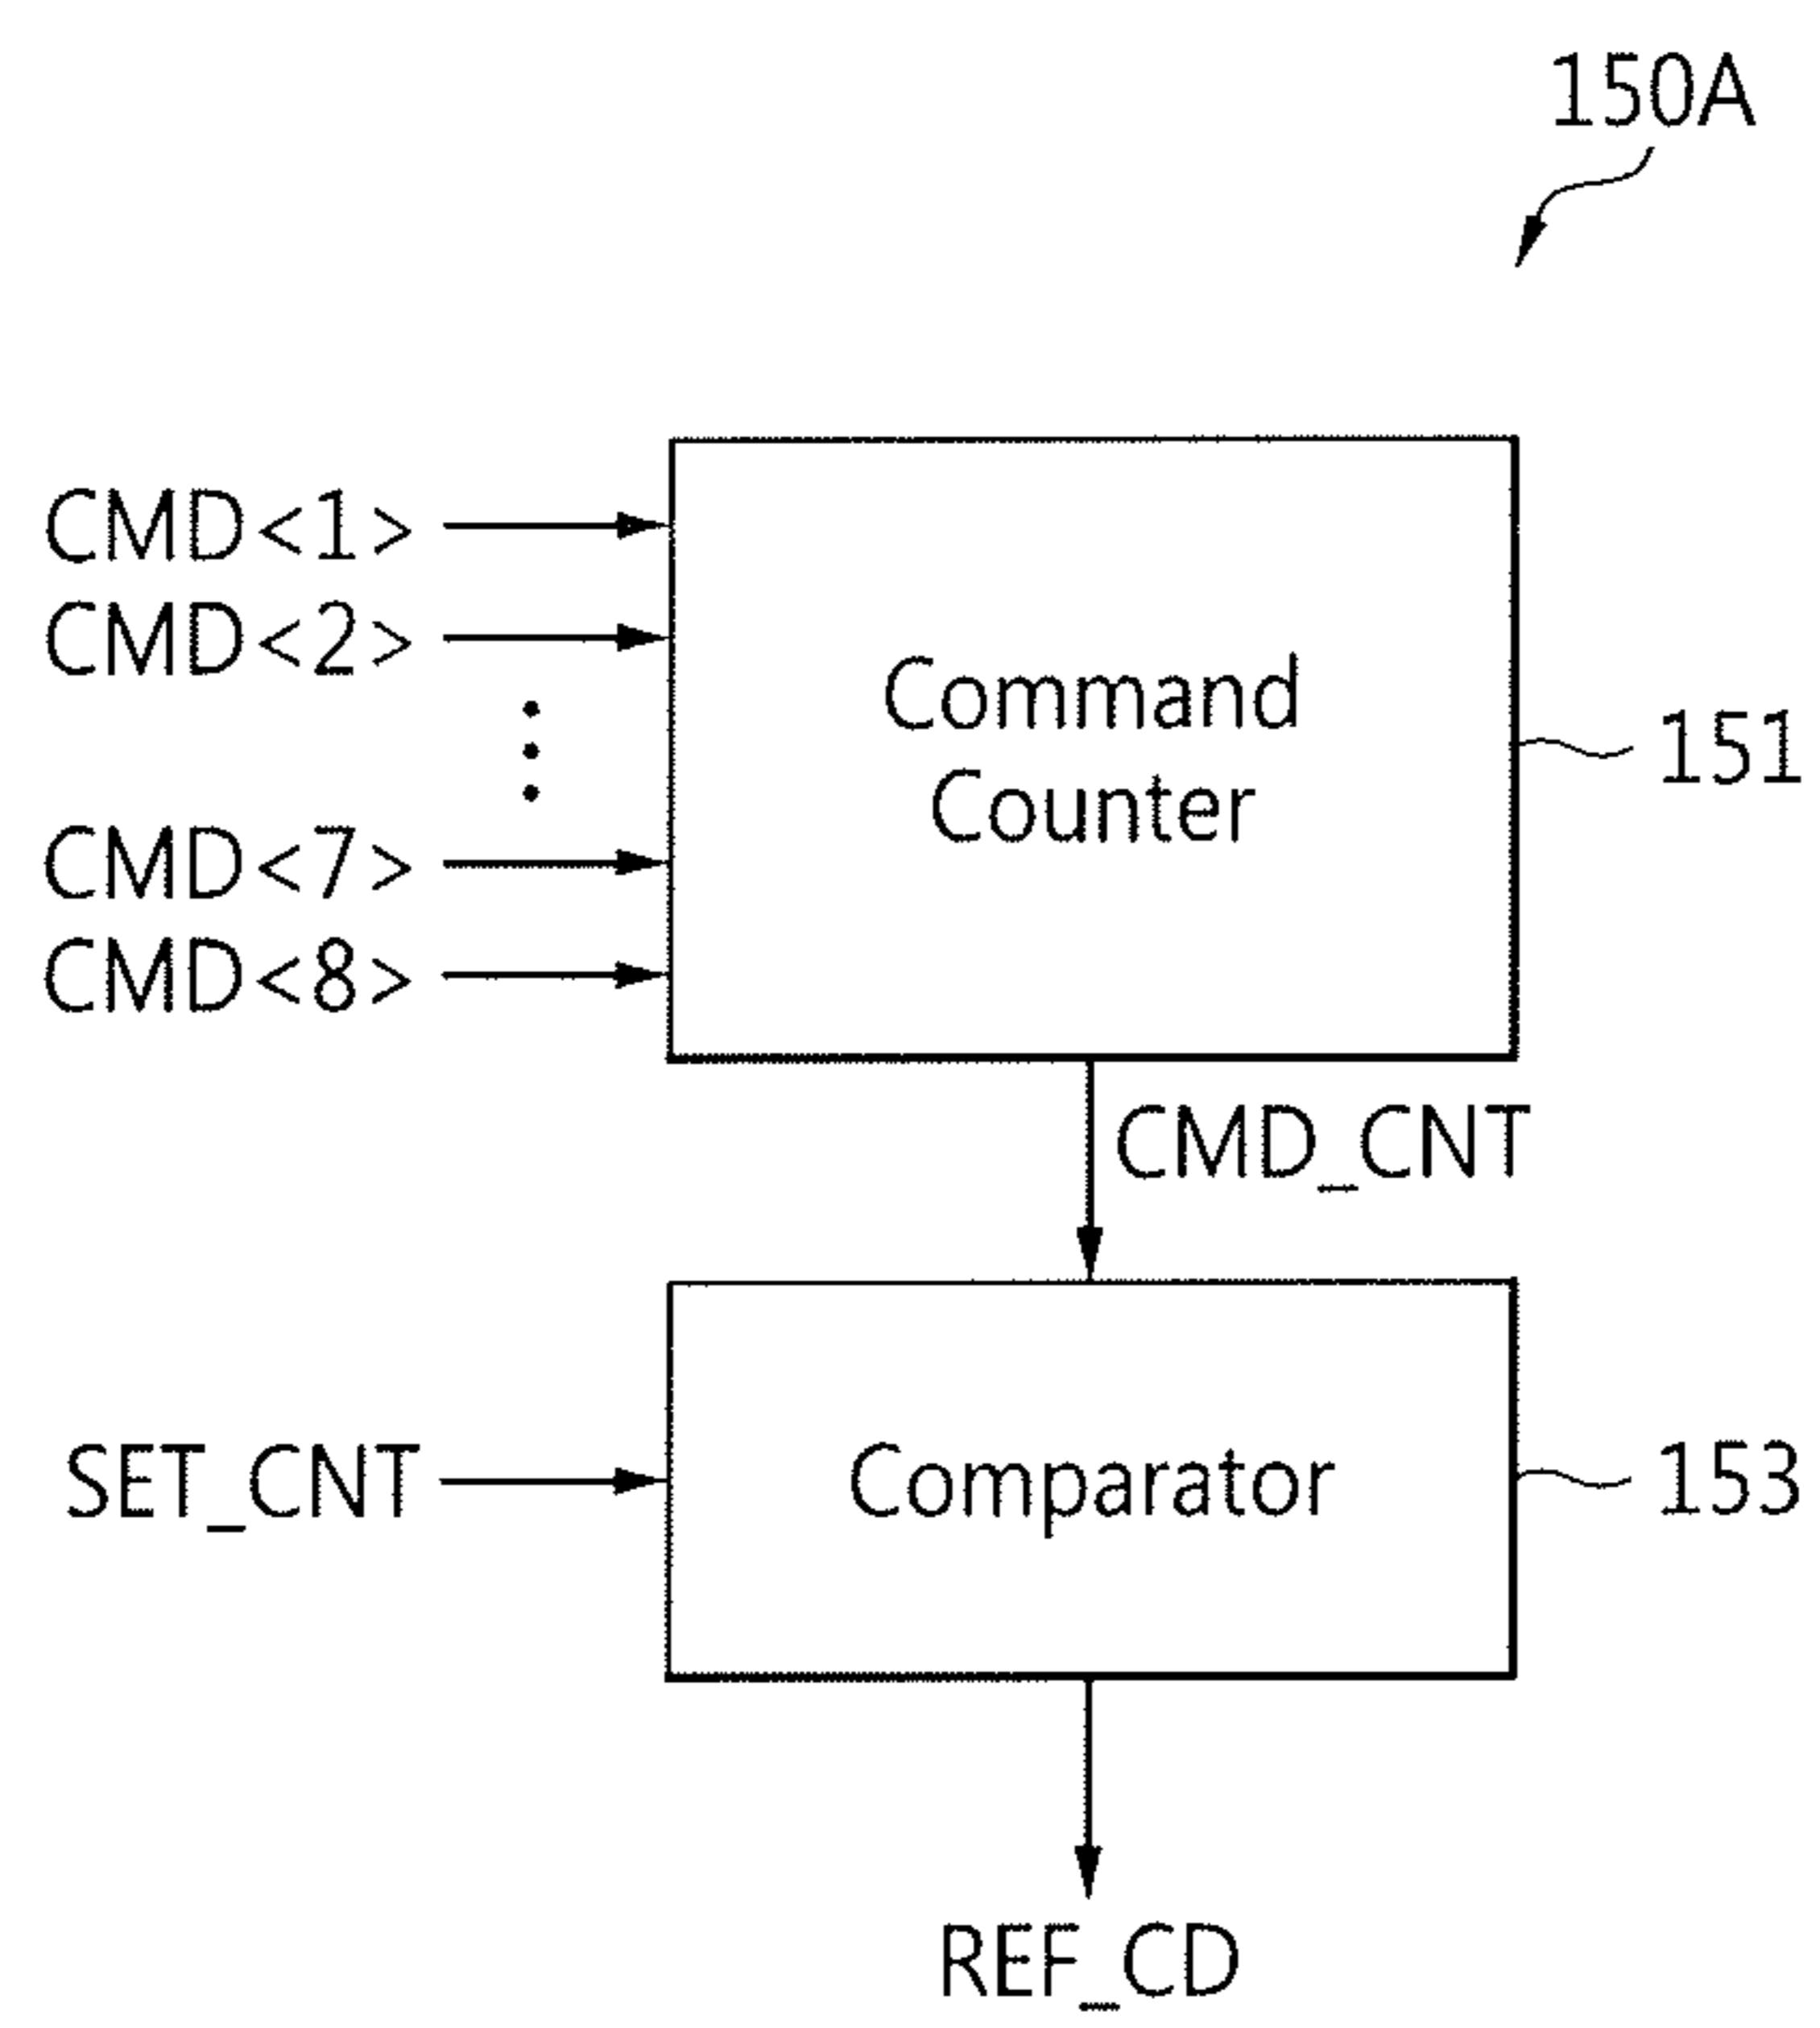 150A
CMD<1>
CMD<2>
Command
Counter
151
CMD<7>
CMD<8>
CMD_CNT
SET_CNT
Comparator
153
REF_CD